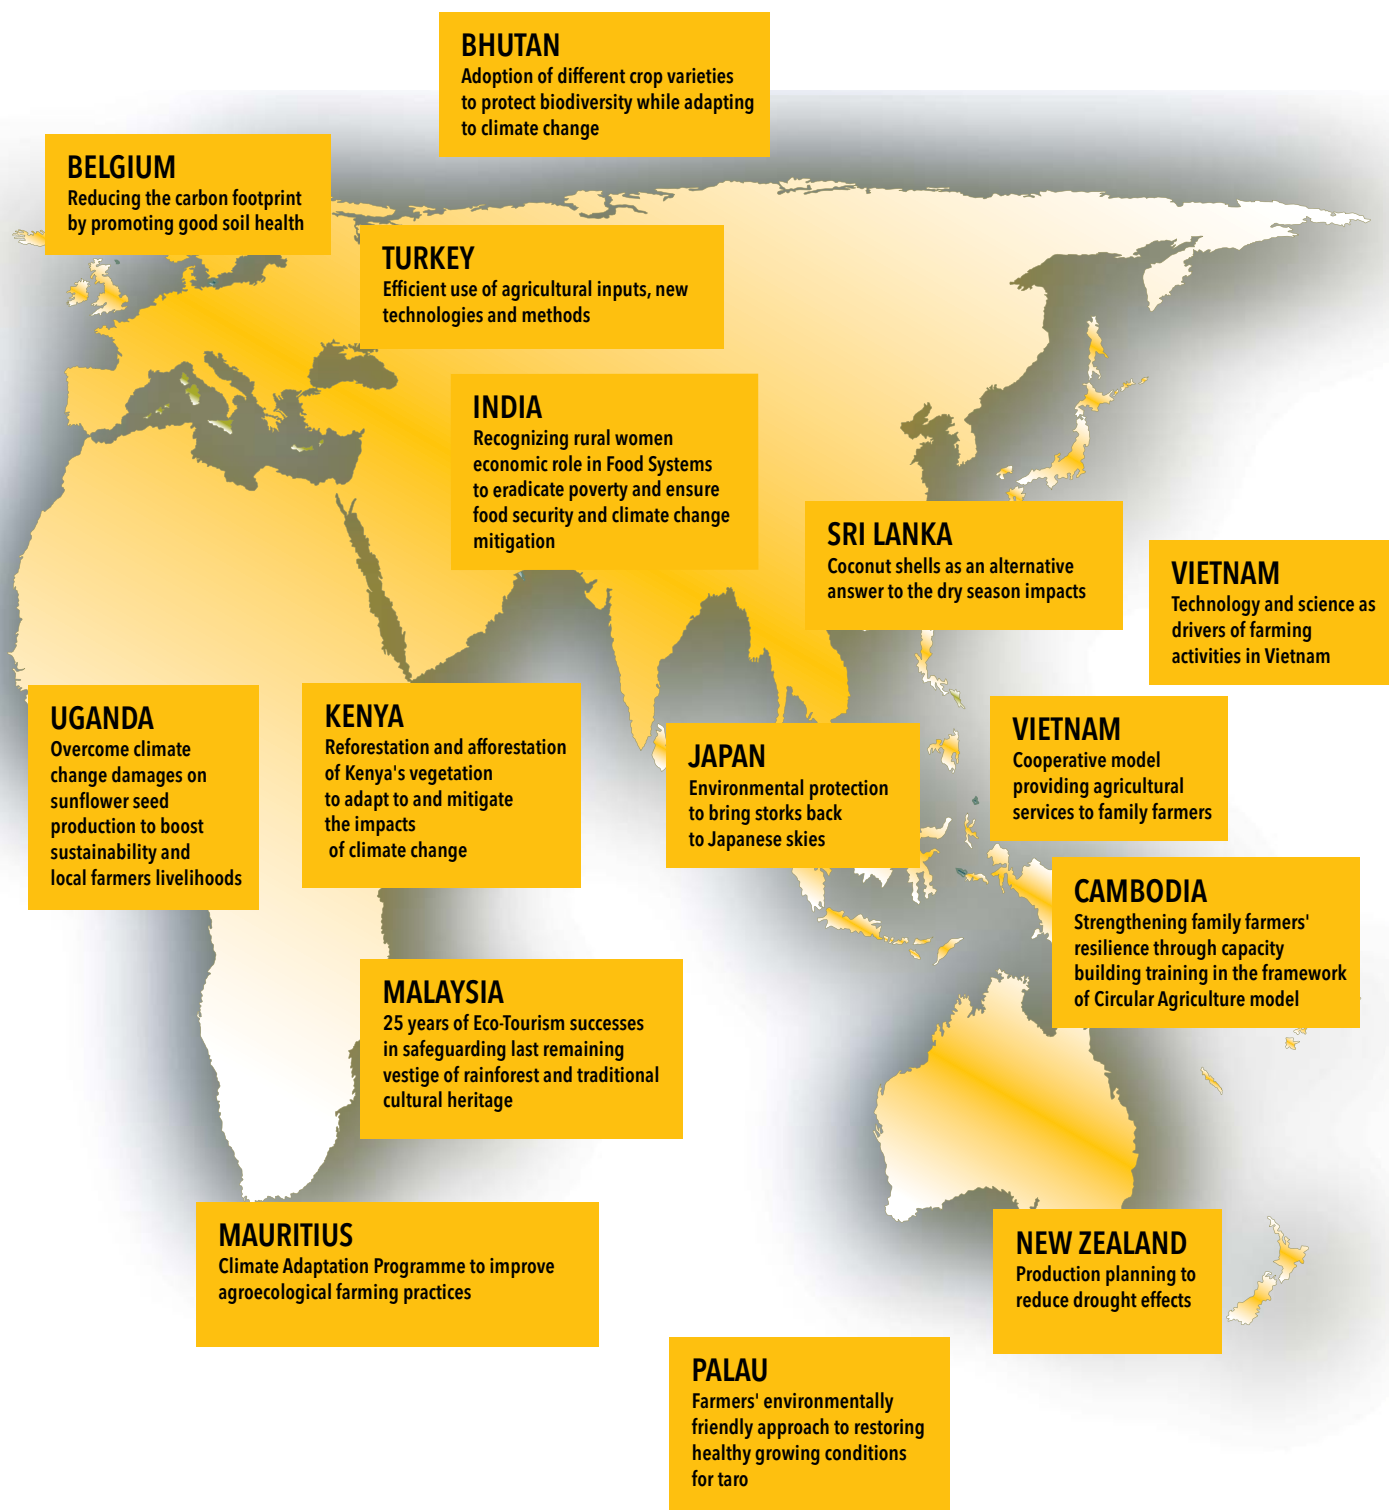 BHUTAN
Adoption of different crop varieties
to protect biodiversity while adapting
to climate change
BELGIUM
Reducing the carbon footprint
by promoting good soil health
TURKEY
Efficient use of agricultural inputs, new
technologies and methods
INDIA
Recognizing rural women
economic role in Food Systems
to eradicate poverty and ensure
food security and climate change
mitigation
SRI LANKA
Coconut shells as an alternative
answer to the dry season impacts
VIETNAM
Technology and science as
drivers of farming
activities in Vietnam
UGANDA
Overcome climate
change damages on
sunflower seed
production to boost
sustainability and
local farmers livelihoods
KENYA
Reforestation and afforestation
of Kenya's vegetation
to adapt to and mitigate
the impacts
of climate change
JAPAN
Environmental protection
to bring storks back
to Japanese skies
VIETNAM
Cooperative model
providing agricultural
services to family farmers
CAMBODIA
Strengthening family farmers'
resilience through capacity
building training in the framework
of Circular Agriculture model
MALAYSIA
25 years of Eco-Tourism successes
in safeguarding last remaining
vestige of rainforest and traditional
cultural heritage
MAURITIUS
Climate Adaptation Programme to improve
agroecological farming practices
NEW ZEALAND
Production planning to
reduce drought effects
PALAU
Farmers' environmentally
friendly approach to restoring
healthy growing conditions
for taro